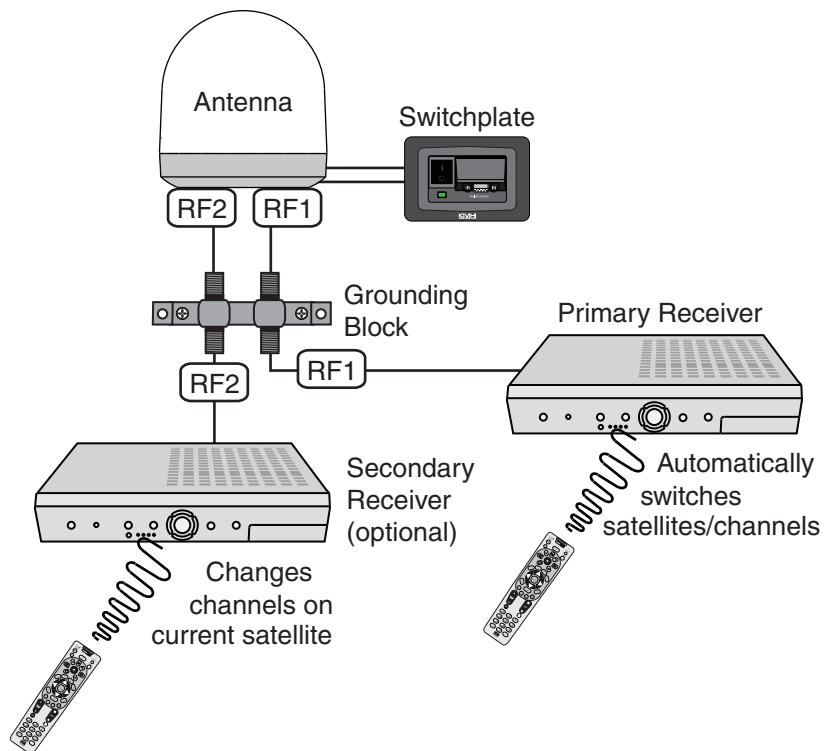 Antenna
Switchplate
RF2
RF1
KVH
Grounding
Block
Primary Receiver
RF2
RF1
Secondary
Receiver
(optional)
Automatically
switches
satellites/channels
Changes
channels on
current satellite